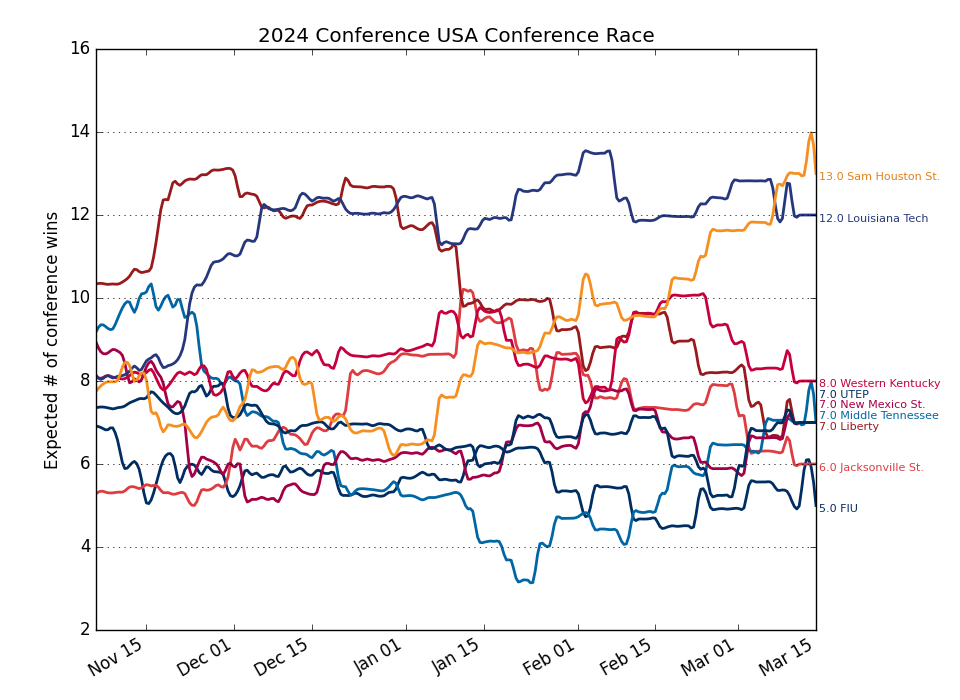 2024 Conference USA Conference Race
Expected # of conference wins
16
14
12
10
8
6
4
2
13.0 Sam Houston St.
12.0 Louisiana Tech
8.0 Western Kentucky
7.0 UTEP
7.0 New Mexico St.
7.0 Middle Tennessee
7.0 Liberty
6.0 Jacksonville St.
5.0 FIU
Nov 15
Dec 01
Dec 15
Jan 01
Jan 15
Feb 01
Feb 15
Mar 01
Mar 15